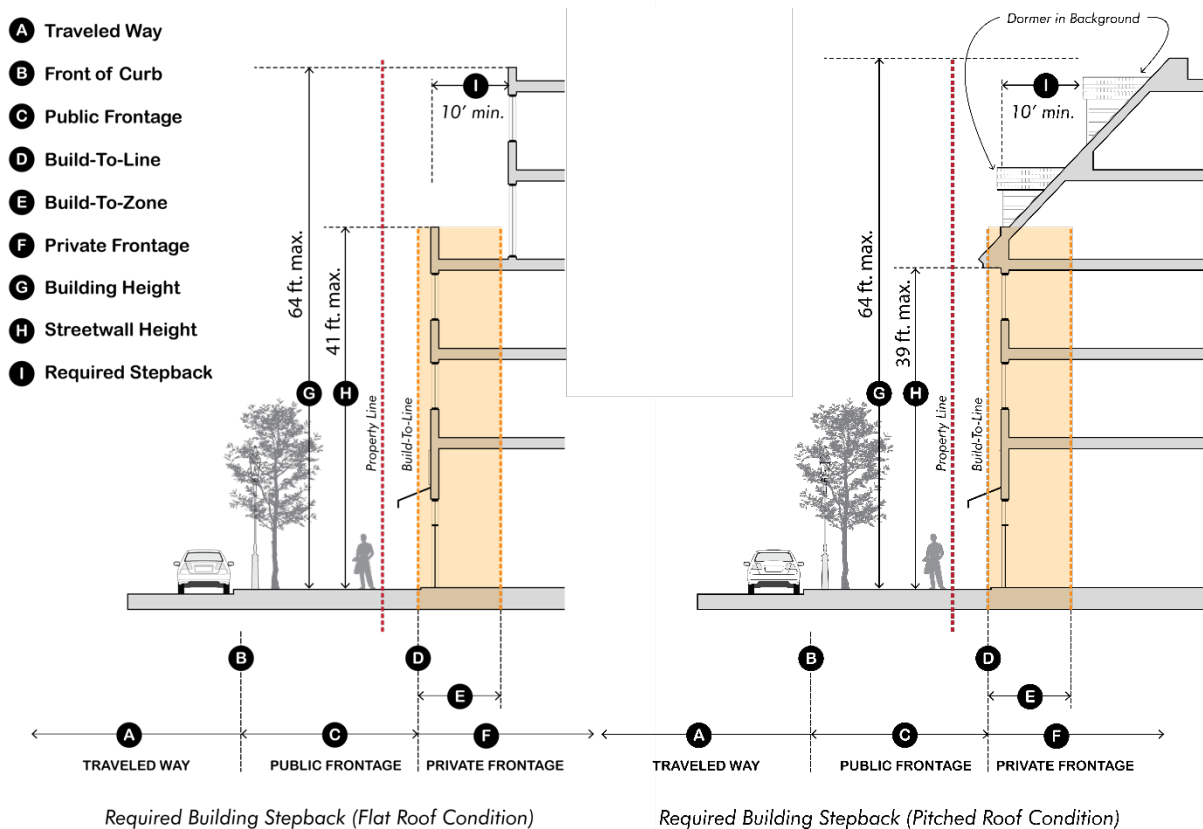 A Traveled Way
B Front of Curb
C Public Frontage
D Build-To-Line
E Build-To-Zone
F Private Frontage
G Building Height
H Streetwall Height
I Required Stepback
I
10' min.
64 ft. max.
41 ft. max.
G
H
Property Line
Build-To-Line
B
D
E
A
C
F
TRAVELED WAY
PUBLIC FRONTAGE
PRIVATE FRONTAGE
Required Building Stepback (Flat Roof Condition)
Dormer in Background
I
10' min.
64 ft. max.
39 ft. max.
G
H
Property Line
Build-To-Line
B
D
E
A
C
F
TRAVELED WAY
PUBLIC FRONTAGE
PRIVATE FRONTAGE
Required Building Stepback (Pitched Roof Condition)